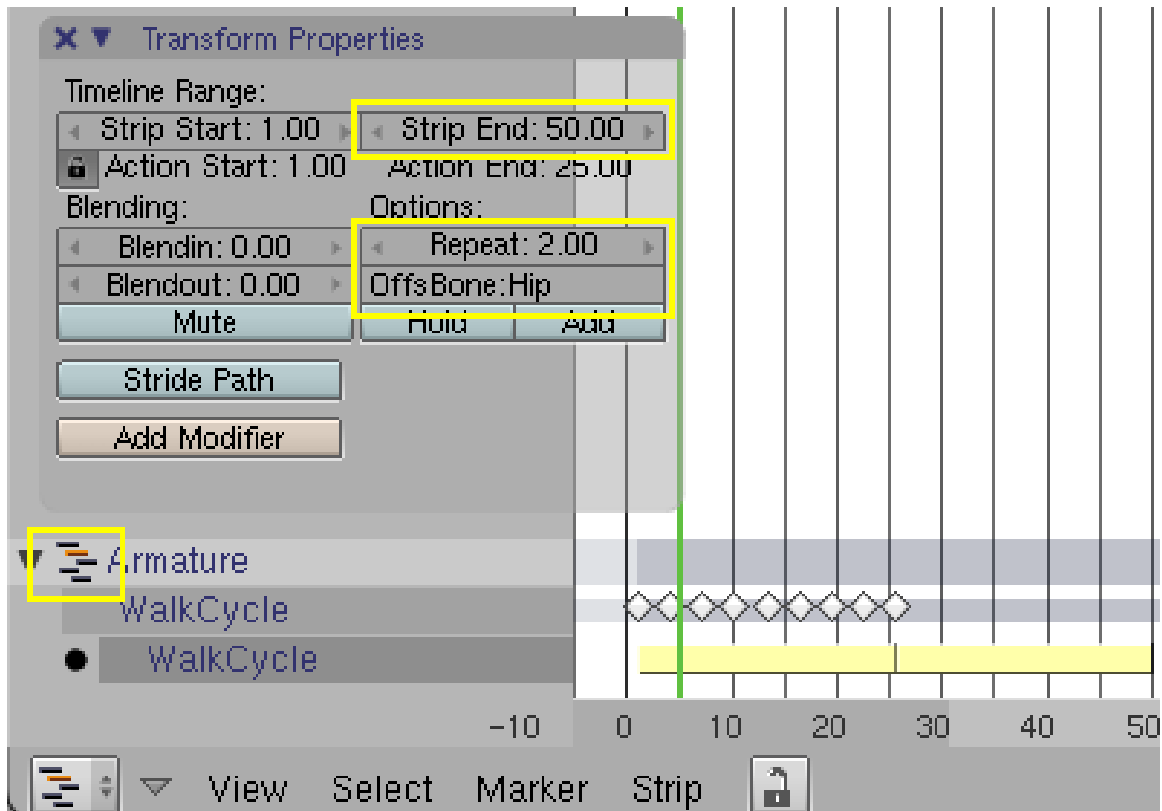 Transform Properties
Timeline Range:
Strip Start: 1.00 Strip End: 50.00
Action Start: 1.00 Action End: 25.00
Blending: Options:
Blendin: 0.00 Repeat: 2.00
Blendout: 0.00 OffsBone:Hip
Mute Hold Add
Stride Path
Add Modifier
Armature
WalkCycle
WalkCycle
-10 0 10 20 30 40 50
View Select Marker Strip